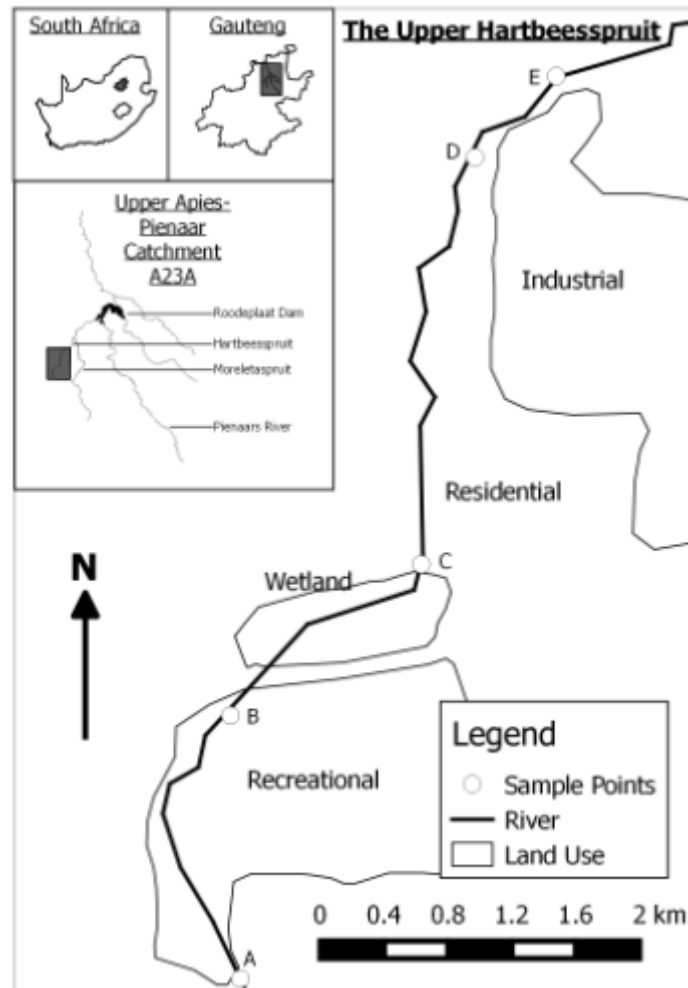 South Africa
Gauteng
The Upper Hartbeesspruit
Upper Apies-
Pienaar
Catchment
A23A
Roodeplaat Dam
Hartbeesspruit
Moreletaspruit
Pienaars River
E
D
Industrial
Residential
C
Wetland
N
B
Recreational
A
Legend
Sample Points
River
Land Use
0 0.4 0.8 1.2 1.6 2 km